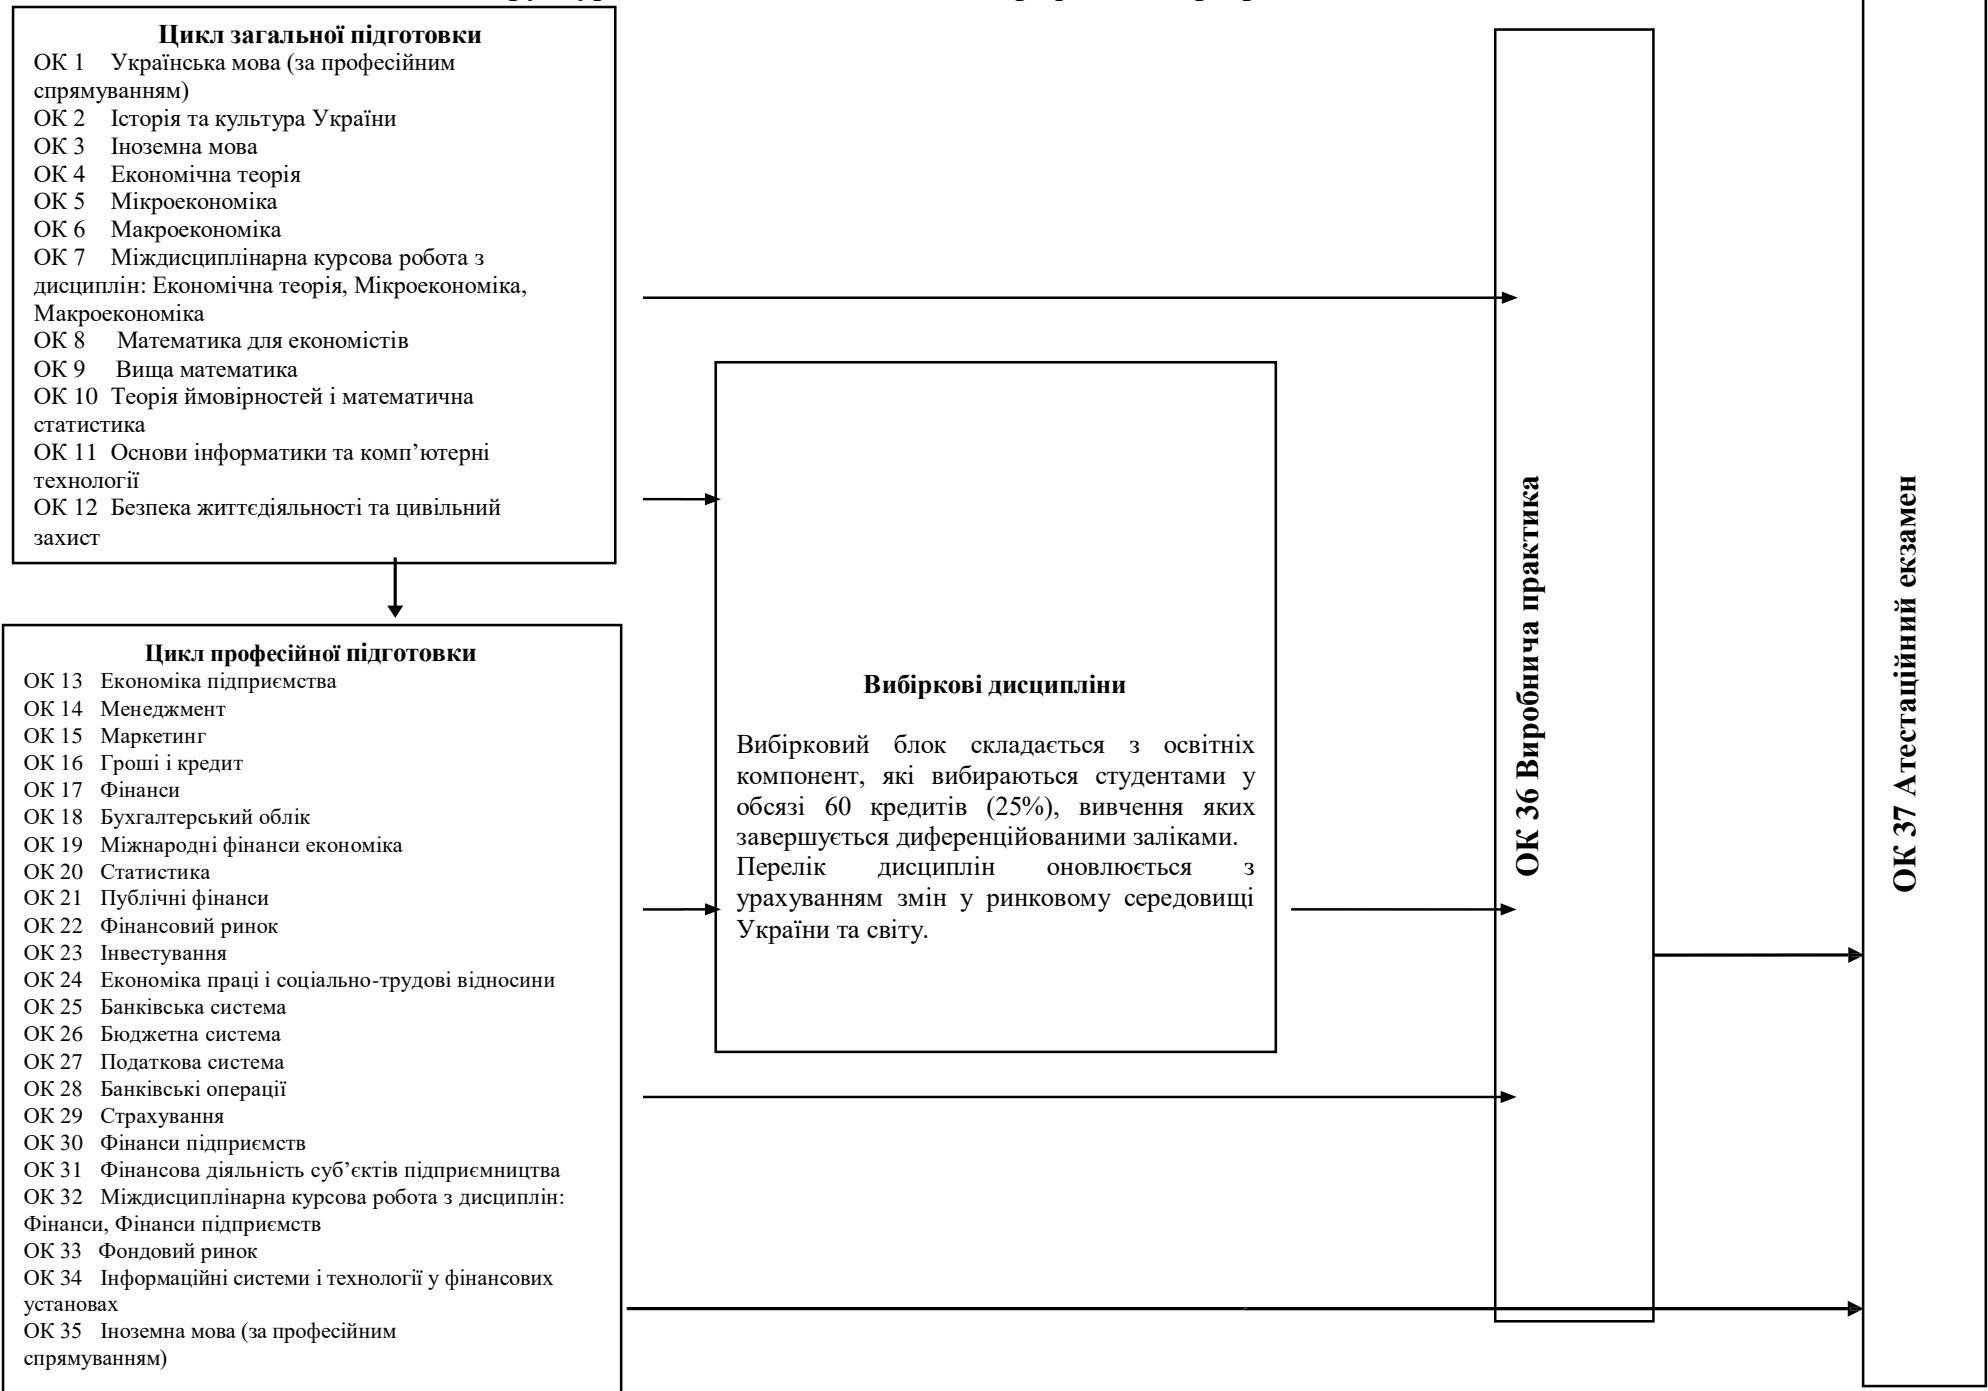 Цикл загальної підготовки
ОК 1 Українська мова (за професійним
спрямуванням)
ОК 2 Історія та культура України
ОК 3 Іноземна мова
ОК 4 Економічна теорія
ОК 5 Мікроекономіка
ОК 6 Макроекономіка
ОК 7 Міждисциплінарна курсова робота з
дисциплін: Економічна теорія, Мікроекономіка,
Макроекономіка
ОК 8 Математика для економістів
ОК 9 Вища математика
ОК 10 Теорія ймовірностей і математична
статистика
ОК 11 Основи інформатики та комп’ютерні
технології
ОК 12 Безпека життєдіяльності та цивільний
захист
Цикл професійної підготовки
ОК 13 Економіка підприємства
ОК 14 Менеджмент
ОК 15 Маркетинг
ОК 16 Гроші і кредит
ОК 17 Фінанси
ОК 18 Бухгалтерський облік
ОК 19 Міжнародні фінанси економіка
ОК 20 Статистика
ОК 21 Публічні фінанси
ОК 22 Фінансовий ринок
ОК 23 Інвестування
ОК 24 Економіка праці і соціально-трудові відносини
ОК 25 Банківська система
ОК 26 Бюджетна система
ОК 27 Податкова система
ОК 28 Банківські операції
ОК 29 Страхування
ОК 30 Фінанси підприємств
ОК 31 Фінансова діяльність суб’єктів підприємництва
ОК 32 Міждисциплінарна курсова робота з дисциплін:
Фінанси, Фінанси підприємств
ОК 33 Фондовий ринок
ОК 34 Інформаційні системи і технології у фінансових
установах
ОК 35 Іноземна мова (за професійним
спрямуванням)
Вибіркові дисципліни
Вибірковий блок складається з освітніх
компонент, які вибираються студентами у
обсязі 60 кредитів (25%), вивчення яких
завершується диференційованими заліками.
Перелік дисциплін оновлюється з
урахуванням змін у ринковому середовищі
України та світу.
ОК 36 Виробнича практика
ОК 37 Атестаційний екзамен